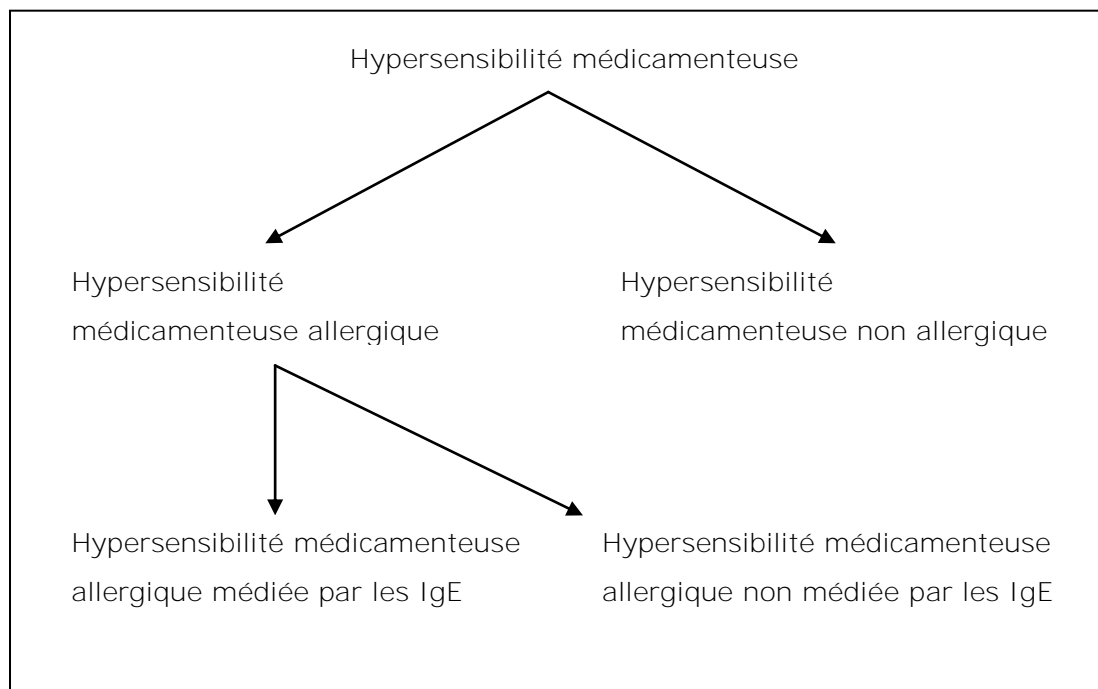 Hypersensibilité médicamenteuse
Hypersensibilité
médicamenteuse allergique
Hypersensibilité
médicamenteuse non allergique
Hypersensibilité médicamenteuse
allergique médiée par les IgE
Hypersensibilité médicamenteuse
allergique non médiée par les IgE